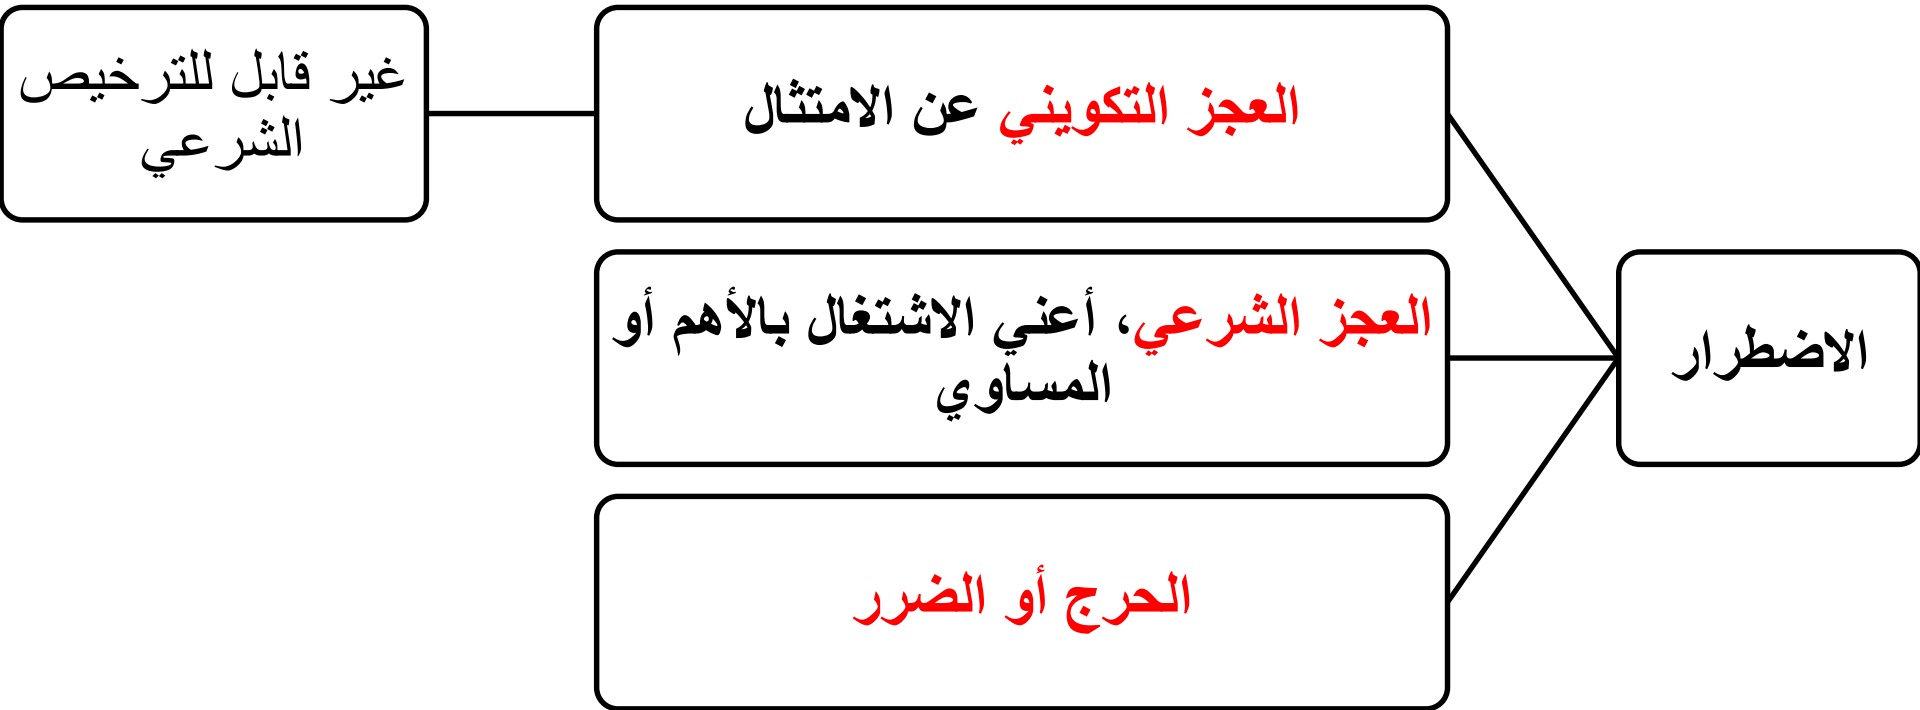 الاضطرار
العجز التكويني عن الامتثال
غير قابل للترخيص
الشرعي
العجز الشرعي، أعني الاشتغال بالأهم أو
المساوي
الحرج أو الضرر